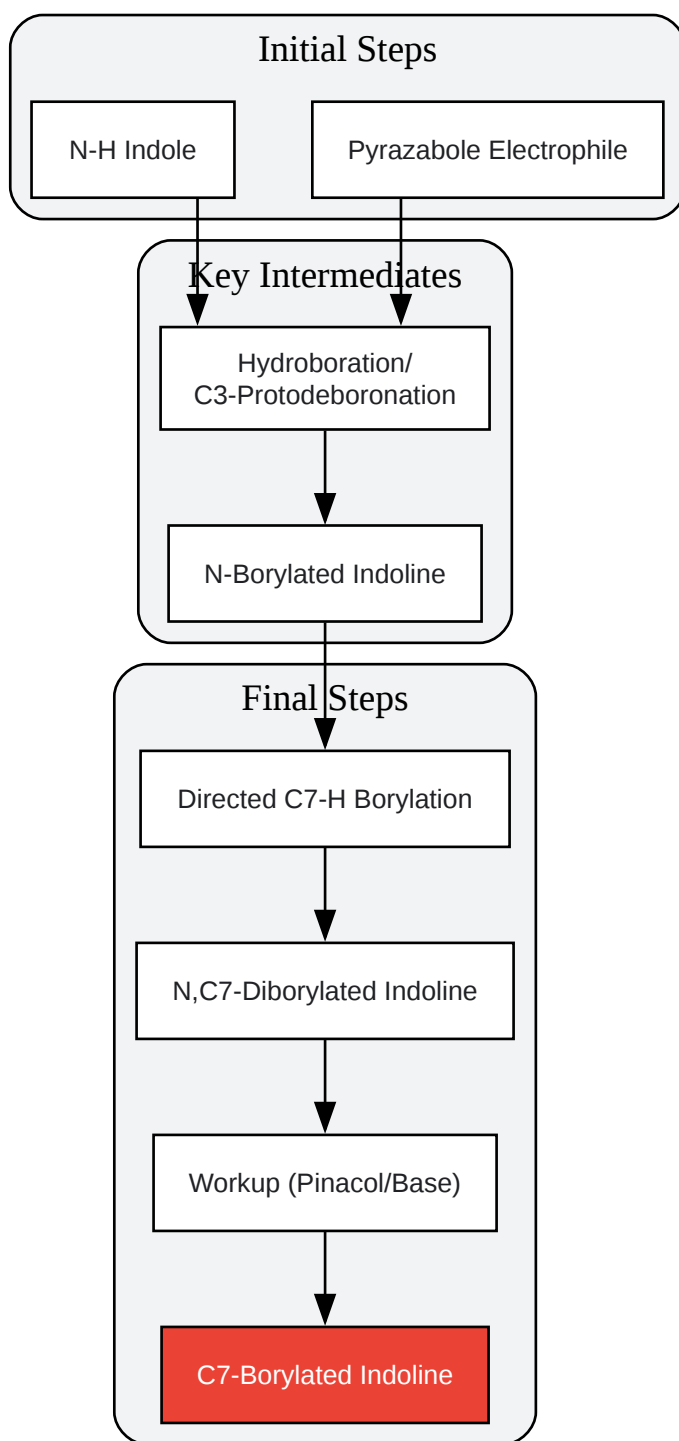 Initial Steps
N-H Indole
Pyrazabole Electrophile
Key Intermediates
Hydroboration/
C3-Protodeboronation
N-Borylated Indoline
Final Steps
Directed C7-H Borylation
N,C7-Diborylated Indoline
Workup (Pinacol/Base)
C7-Borylated Indoline